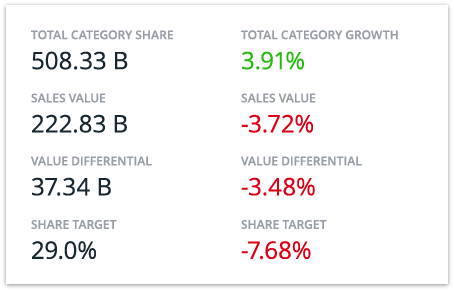 TOTAL CATEGORY SHARE
508.33 B
SALES VALUE
222.83 B
VALUE DIFFERENTIAL
37.34 B
SHARE TARGET
29.0%
TOTAL CATEGORY GROWTH
3.91%
SALES VALUE
-3.72%
VALUE DIFFERENTIAL
-3.48%
SHARE TARGET
-7.68%